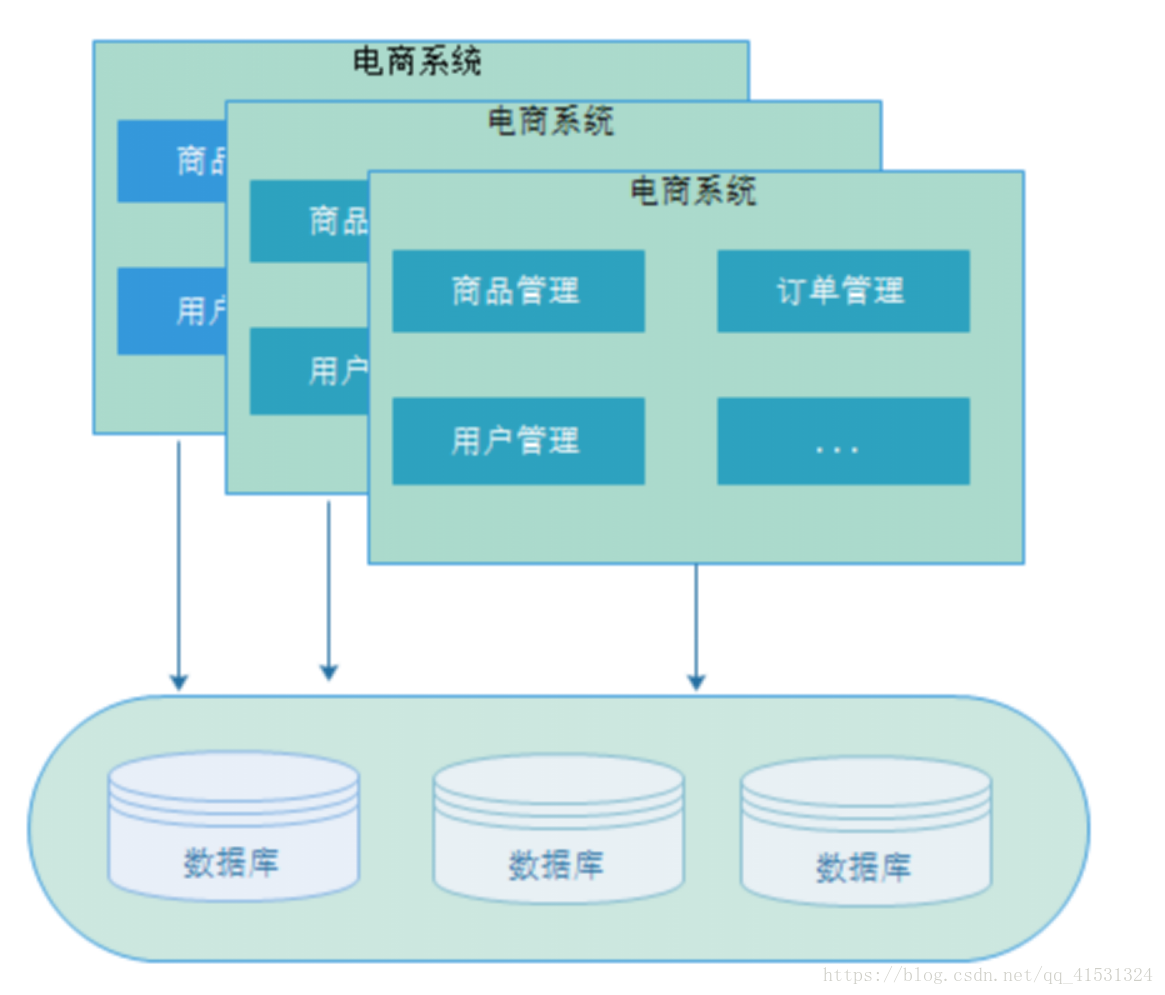 电商系统
电商系统
电商系统
商品
商品
商品管理
订单管理
用户
用户
用户管理
...
数据库
数据库
数据库
https://blog.csdn.net/qq_41531324